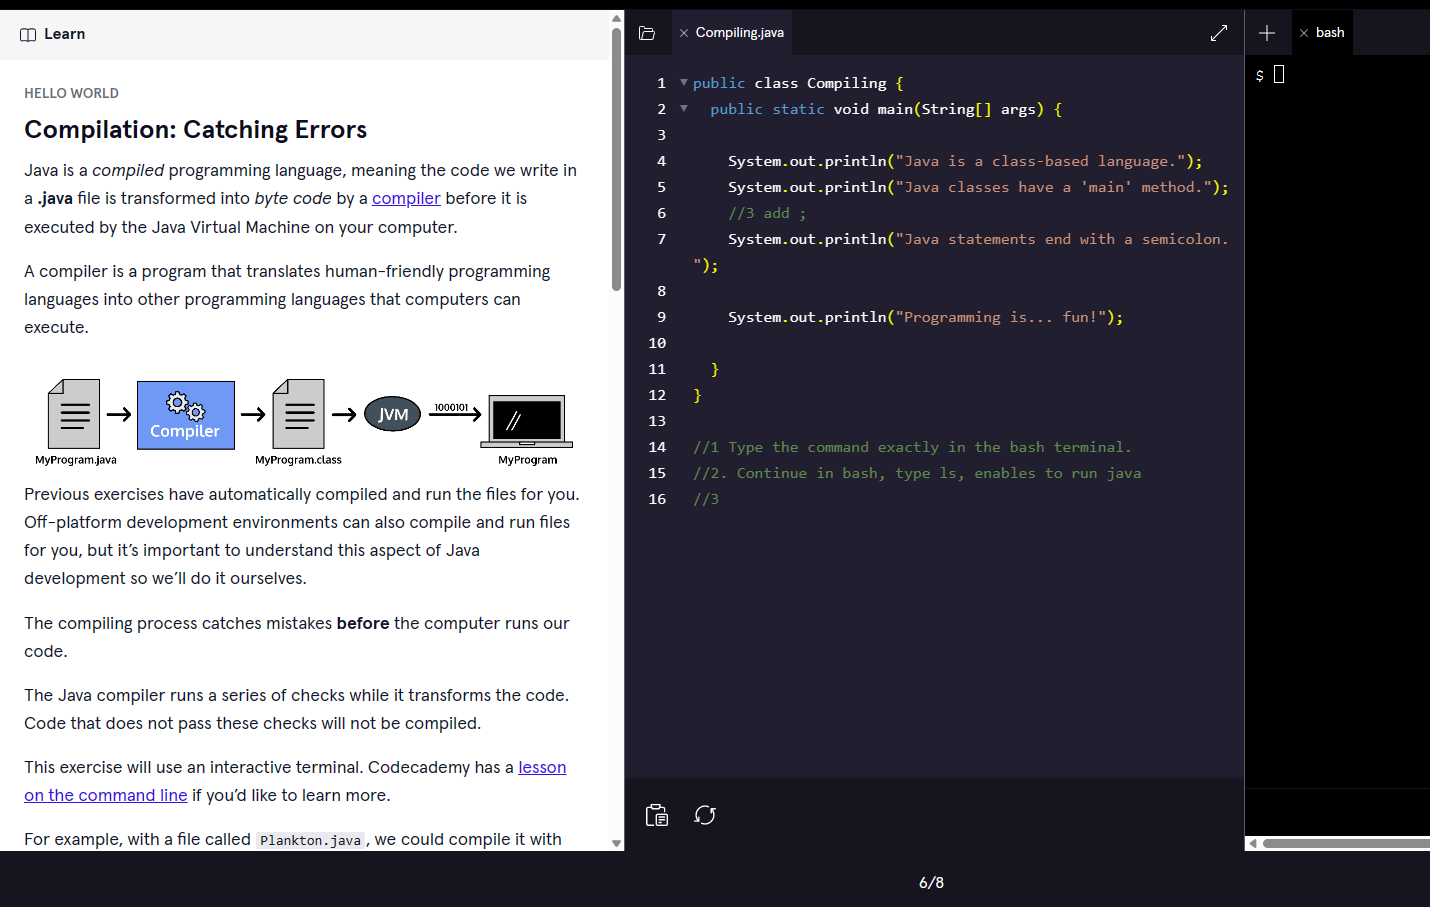 Learn
HELLO WORLD
Compilation: Catching Errors
Java is a compiled programming language, meaning the code we write in
a .java file is transformed into byte code by a compiler before it is
executed by the Java Virtual Machine on your computer.
A compiler is a program that translates human-friendly programming
languages into other programming languages that computers can
execute.
Compiler
JVM
1000101
MyProgram.java
MyProgram.class
MyProgram
Previous exercises have automatically compiled and run the files for you.
Off-platform development environments can also compile and run files
for you, but it’s important to understand this aspect of Java
development so we’ll do it ourselves.
The compiling process catches mistakes before the computer runs our
code.
The Java compiler runs a series of checks while it transforms the code.
Code that does not pass these checks will not be compiled.
This exercise will use an interactive terminal. Codecademy has a lesson
on the command line if you’d like to learn more.
For example, with a file called Plankton.java, we could compile it with
Compiling.java
1 public class Compiling {
2 public static void main(String[] args) {
3
4 System.out.println("Java is a class-based language.");
5 System.out.println("Java classes have a 'main' method.");
6 //3 add ;
7 System.out.println("Java statements end with a semicolon.
");
8
9 System.out.println("Programming is... fun!");
10
11 }
12 }
13
14 //1 Type the command exactly in the bash terminal.
15 //2. Continue in bash, type ls, enables to run java
16 //3
bash
$
6/8